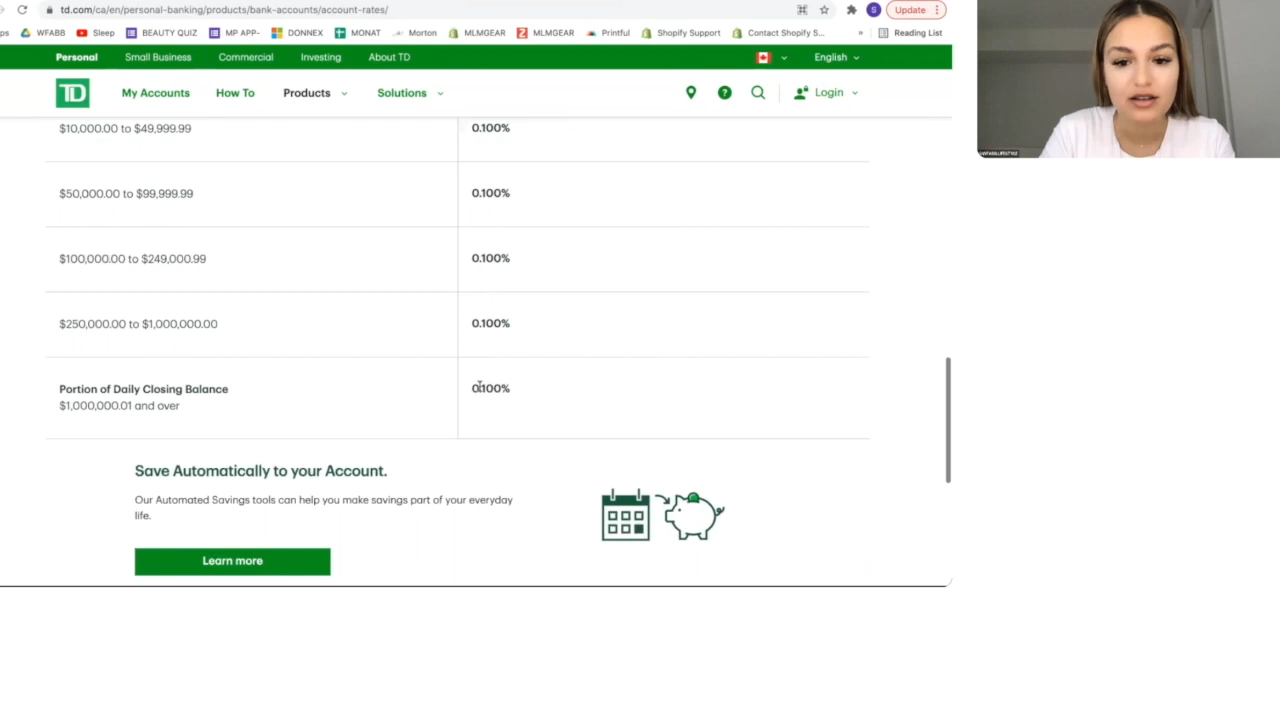 td.com/ca/en/personal-banking/products/bank-accounts/account-rates/
Update
ps WFABB Sleep BEAUTY QUIZ MP APP- DONNEX MONAT Morton MLMGEAR MLMGEAR Printful Shopify Support Contact Shopify S... » Reading List
Personal Small Business Commercial Investing About TD English
TD My Accounts How To Products Solutions ? Login
$10,000.00 to $49,999.99 0.100%
$50,000.00 to $99,999.99 0.100%
$100,000.00 to $249,000.99 0.100%
$250,000.00 to $1,000,000.00 0.100%
Portion of Daily Closing Balance 0.100%
$1,000,000.01 and over
Save Automatically to your Account.
Our Automated Savings tools can help you make savings part of your everyday
life.
Learn more